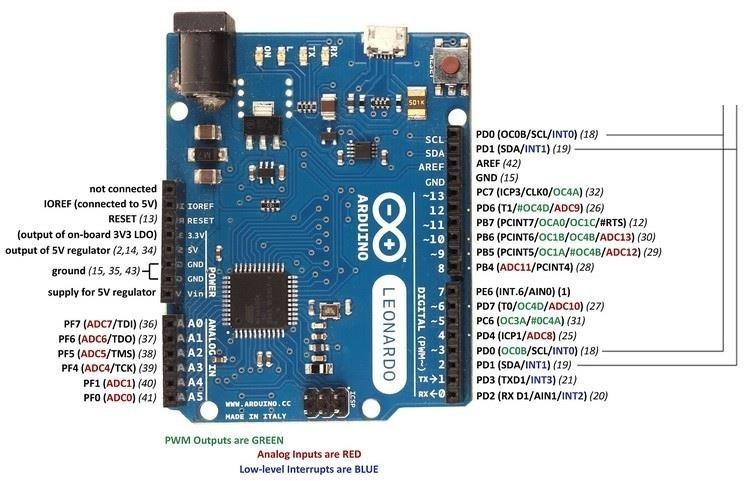 ON
L
TX
RX
RESET
501K
M7
SCL
SDA
AREF
GND
~13
12
~11
~10
~9
8
7
~6
~5
4
~3
2
TX→1
RX←0
DIGITAL (PWM~)
ARDUINO
LEONARDO
IOREF
RESET
3.3V
5V
GND
GND
Vin
POWER
A0
A1
A2
A3
A4
A5
ANALOG IN
ICSP
WWW.ARDUINO.CC
MADE IN ITALY
not connected
IOREF (connected to 5V)
RESET (13)
(output of on-board 3V3 LDO)
output of 5V regulator (2,14, 34)
ground (15, 35, 43)
supply for 5V regulator
PF7 (ADC7/TDI) (36)
PF6 (ADC6/TDO) (37)
PF5 (ADC5/TMS) (38)
PF4 (ADC4/TCK) (39)
PF1 (ADC1) (40)
PF0 (ADC0) (41)
PD0 (OC0B/SCL/INT0) (18)
PD1 (SDA/INT1) (19)
AREF (42)
GND (15)
PC7 (ICP3/CLK0/OC4A) (32)
PD6 (T1/#OC4D/ADC9) (26)
PB7 (PCINT7/OCA0/OC1C/#RTS) (12)
PB6 (PCINT6/OC1B/OC4B/ADC13) (30)
PB5 (PCINT5/OC1A/#OC4B/ADC12) (29)
PB4 (ADC11/PCINT4) (28)
PE6 (INT.6/AIN0) (1)
PD7 (T0/OC4D/ADC10) (27)
PC6 (OC3A/#0C4A) (31)
PD4 (ICP1/ADC8) (25)
PD0 (OC0B/SCL/INT0) (18)
PD1 (SDA/INT1) (19)
PD3 (TXD1/INT3) (21)
PD2 (RX D1/AIN1/INT2) (20)
PWM Outputs are GREEN
Analog Inputs are RED
Low-level Interrupts are BLUE